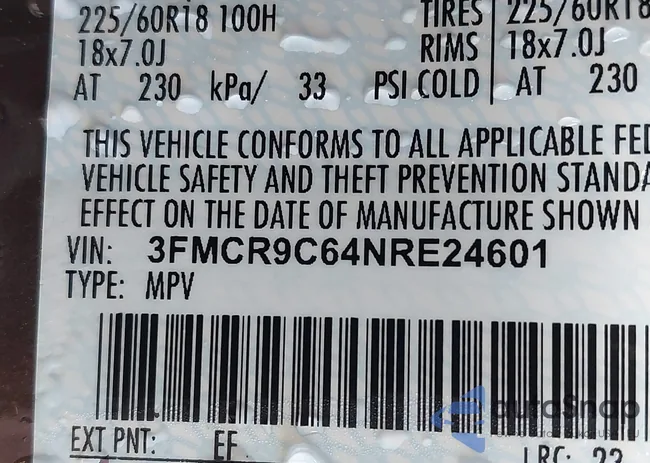 225/60R18 100H TIRES 225/60R18
18x7.0J RIMS 18x7.0J
AT 230 kPa/ 33 PSI COLD AT 230
THIS VEHICLE CONFORMS TO ALL APPLICABLE FED
VEHICLE SAFETY AND THEFT PREVENTION STANDA
EFFECT ON THE DATE OF MANUFACTURE SHOWN
VIN: 3FMCR9C64NRE24601
TYPE: MPV
autoSnap
EXT PNT: EF